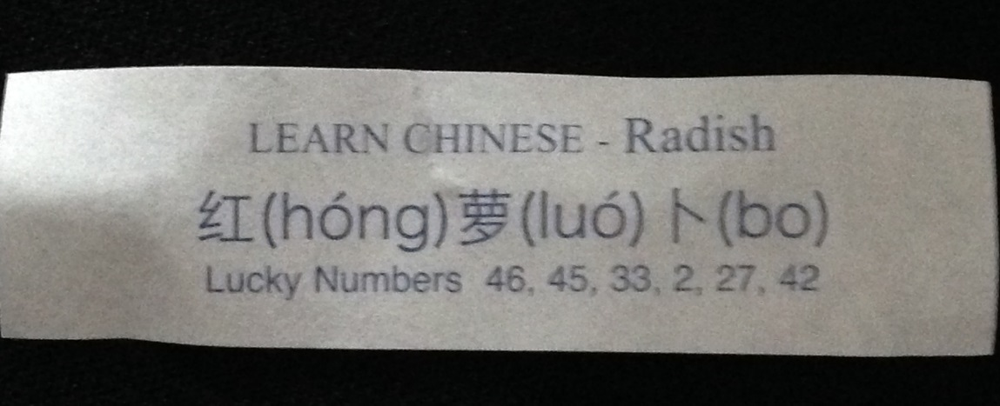 LEARN CHINESE - Radish
红(hóng)萝(luó)卜(bo)
Lucky Numbers 46, 45, 33, 2, 27, 42